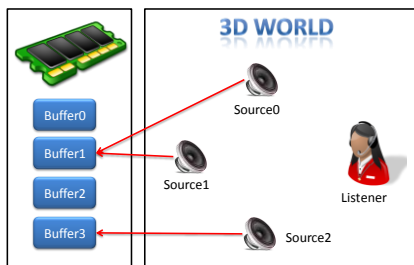 3D WORLD
Buffer0
Buffer1
Buffer2
Buffer3
Source0
Source1
Source2
Listener